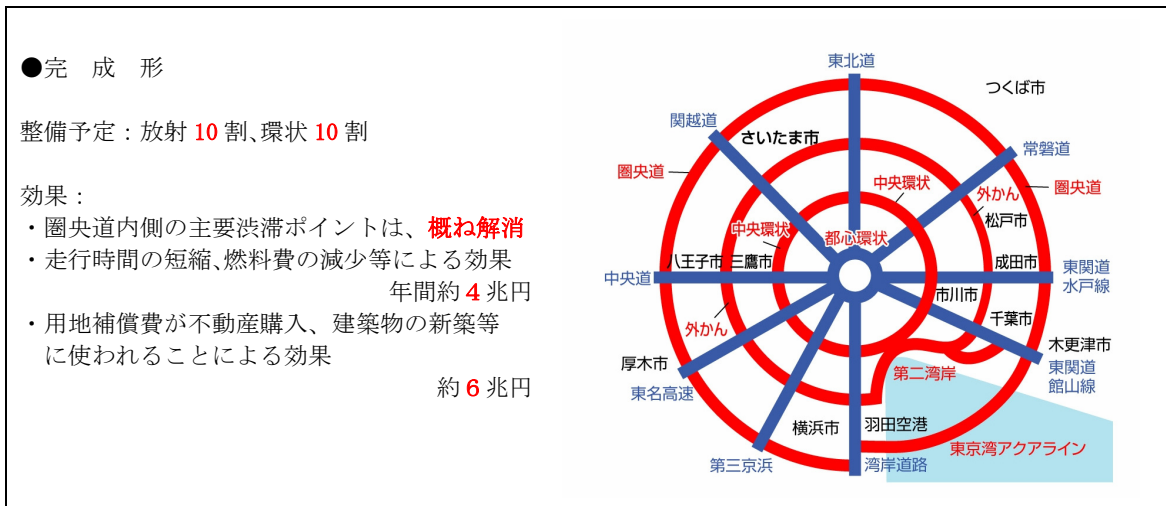 ●完 成 形
整備予定：放射 10 割、環状 10 割
効果：
・圏央道内側の主要渋滞ポイントは、概ね解消
・走行時間の短縮、燃料費の減少等による効果
年間約 4 兆円
・用地補償費が不動産購入、建築物の新築等
に使われることによる効果
約 6 兆円
東北道
つくば市
関越道
さいたま市
常磐道
圏央道
中央環状
外かん
圏央道
松戸市
中央環状
都心環状
八王子市
三鷹市
成田市
中央道
東関道
水戸線
市川市
外かん
千葉市
木更津市
厚木市
第二湾岸
東関道
館山線
東名高速
横浜市
羽田空港
東京湾アクアライン
第三京浜
湾岸道路